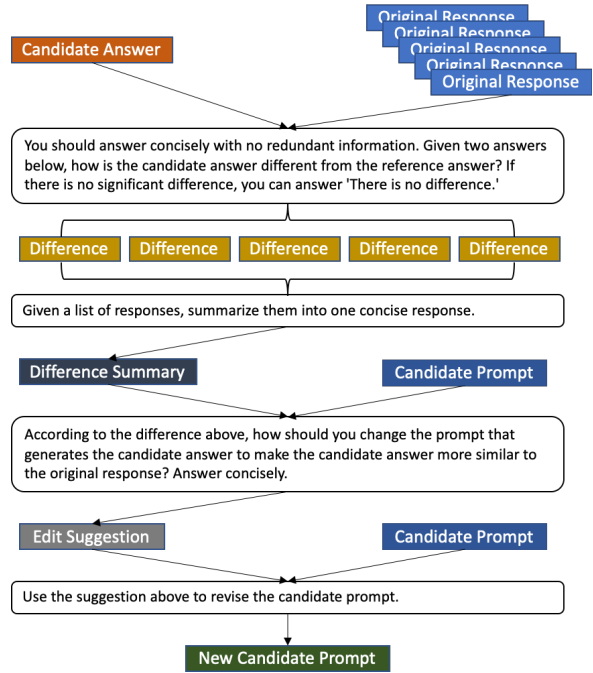 Candidate Answer
Original Response
Original Response
Original Response
Original Response
Original Response
You should answer concisely with no redundant information. Given two answers
below, how is the candidate answer different from the reference answer? If
there is no significant difference, you can answer 'There is no difference.'
Difference Difference Difference Difference Difference
Given a list of responses, summarize them into one concise response.
Difference Summary Candidate Prompt
According to the difference above, how should you change the prompt that
generates the candidate answer to make the candidate answer more similar to
the original response? Answer concisely.
Edit Suggestion Candidate Prompt
Use the suggestion above to revise the candidate prompt.
New Candidate Prompt